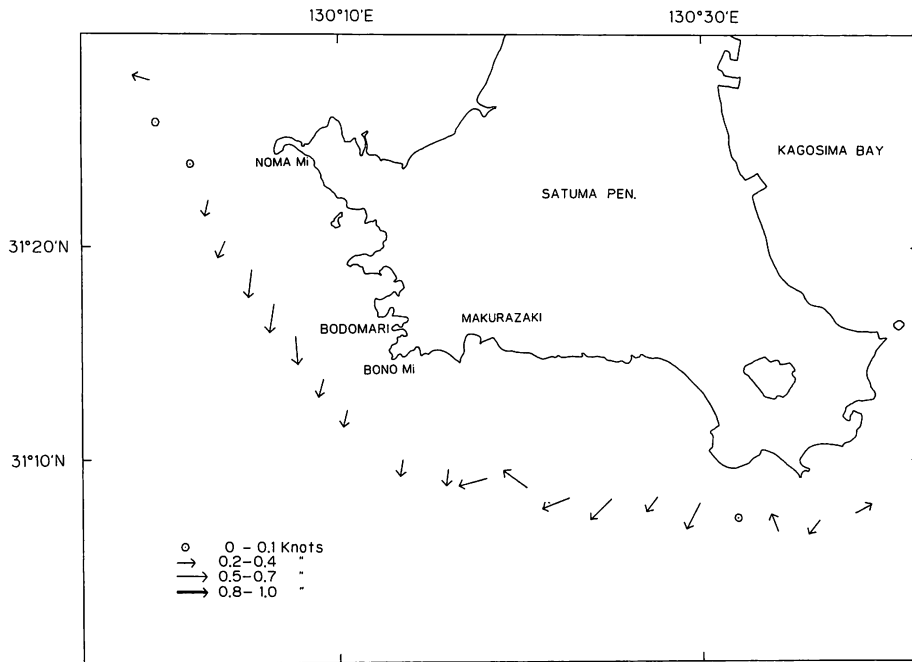 130°10'E 130°30'E
NOMA Mi
KAGOSIMA BAY
SATUMA PEN.
31°20'N
BODOMARI
MAKURAZAKI
BONO Mi
31°10'N
0 - 0.1 Knots
0.2-0.4 "
0.5-0.7 "
0.8-1.0 "